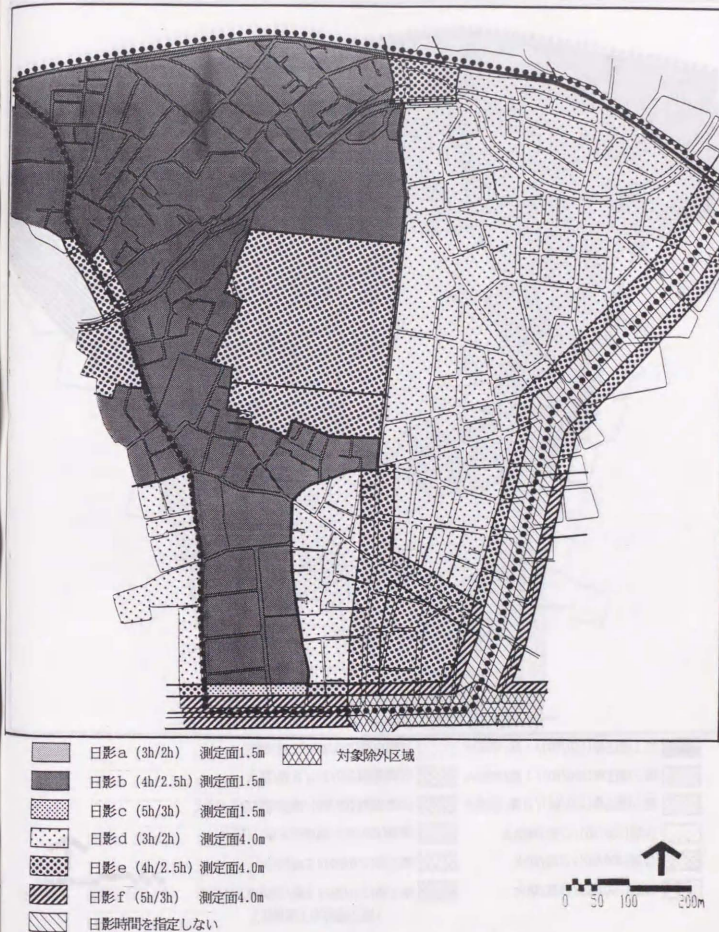 日影a (3h/2h) 測定面1.5m 対象除外区域
日影b (4h/2.5h) 測定面1.5m
日影c (5h/3h) 測定面1.5m
日影d (3h/2h) 測定面4.0m
日影e (4h/2.5h) 測定面4.0m
日影f (5h/3h) 測定面4.0m
日影時間を指定しない
0 50 100 200m